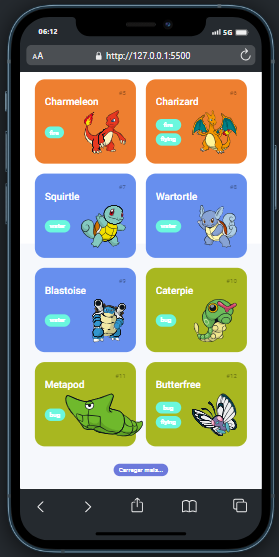 06:12
5G
AA
http://127.0.0.1:5500
#5
Charmeleon
fire
#6
Charizard
fire
flying
#7
Squirtle
water
#8
Wartortle
water
#9
Blastoise
water
#10
Caterpie
bug
#11
Metapod
bug
#12
Butterfree
bug
flying
Carregar mais...